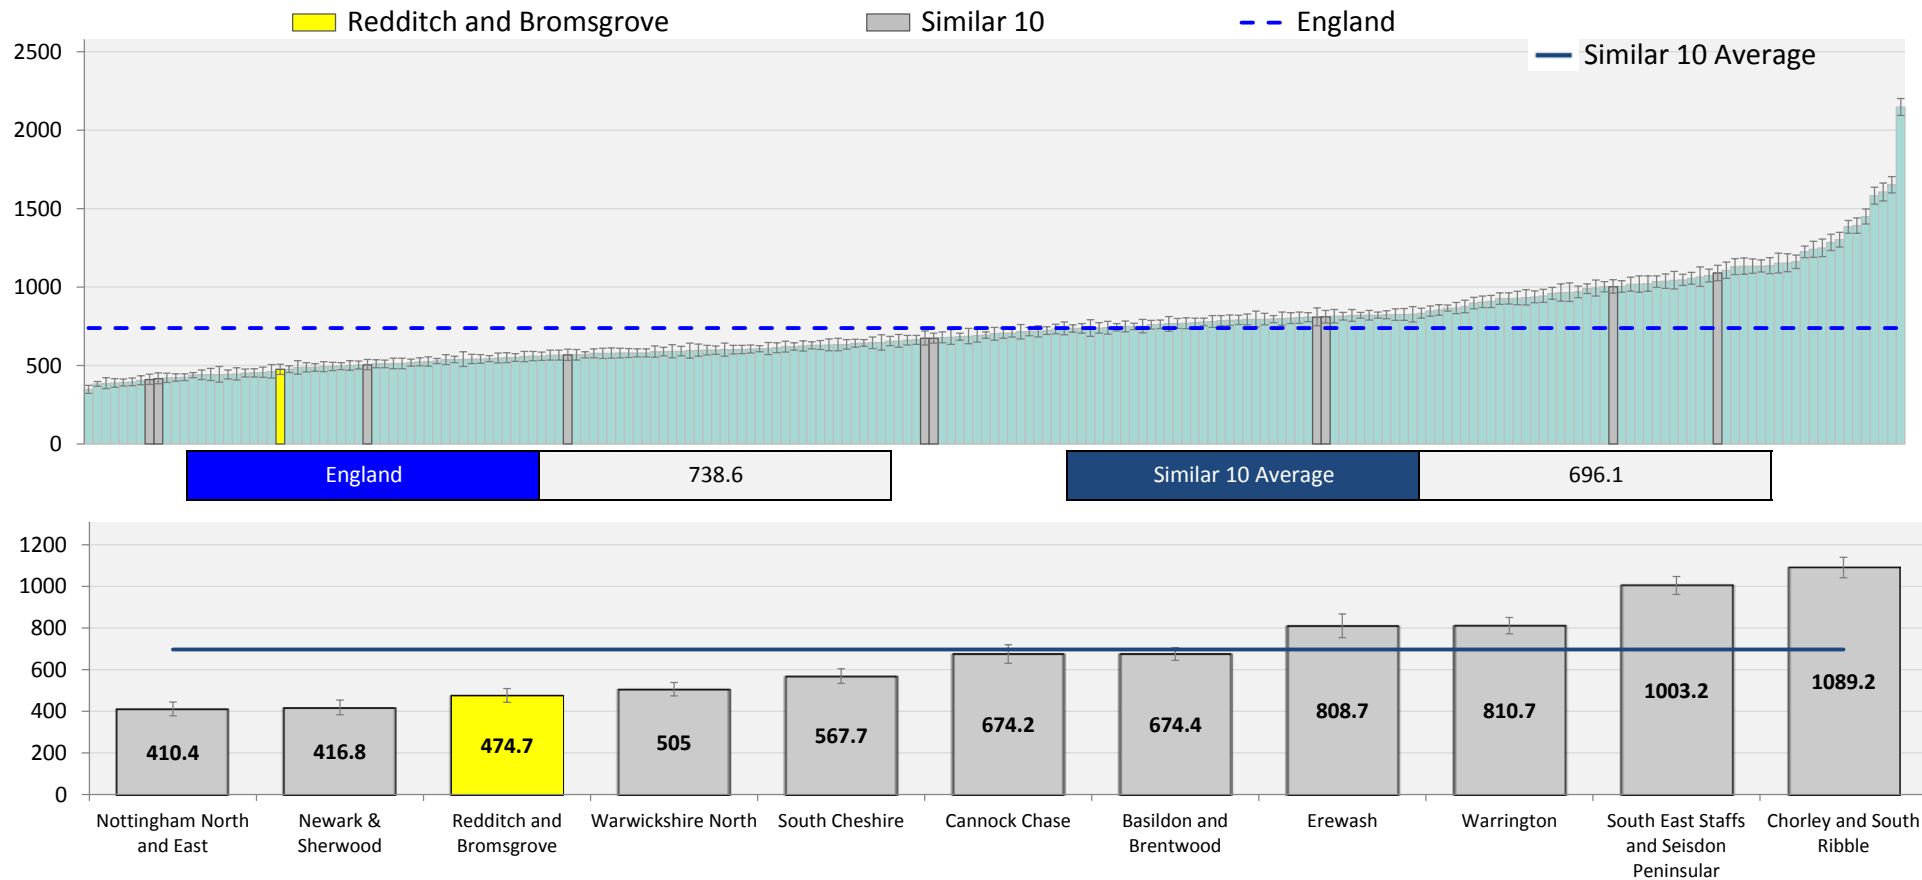 Redditch and Bromsgrove
Similar 10
England
Similar 10 Average
2500
2000
1500
1000
500
0
England 738.6 Similar 10 Average 696.1
1200
1000
800
600
400
200
0
410.4 416.8 474.7 505 567.7 674.2 674.4 808.7 810.7 1003.2 1089.2
Nottingham North
and East
Newark &
Sherwood
Redditch and
Bromsgrove
Warwickshire North
South Cheshire
Cannock Chase
Basildon and
Brentwood
Erewash
Warrington
South East Staffs
and Seisdon
Peninsular
Chorley and South
Ribble